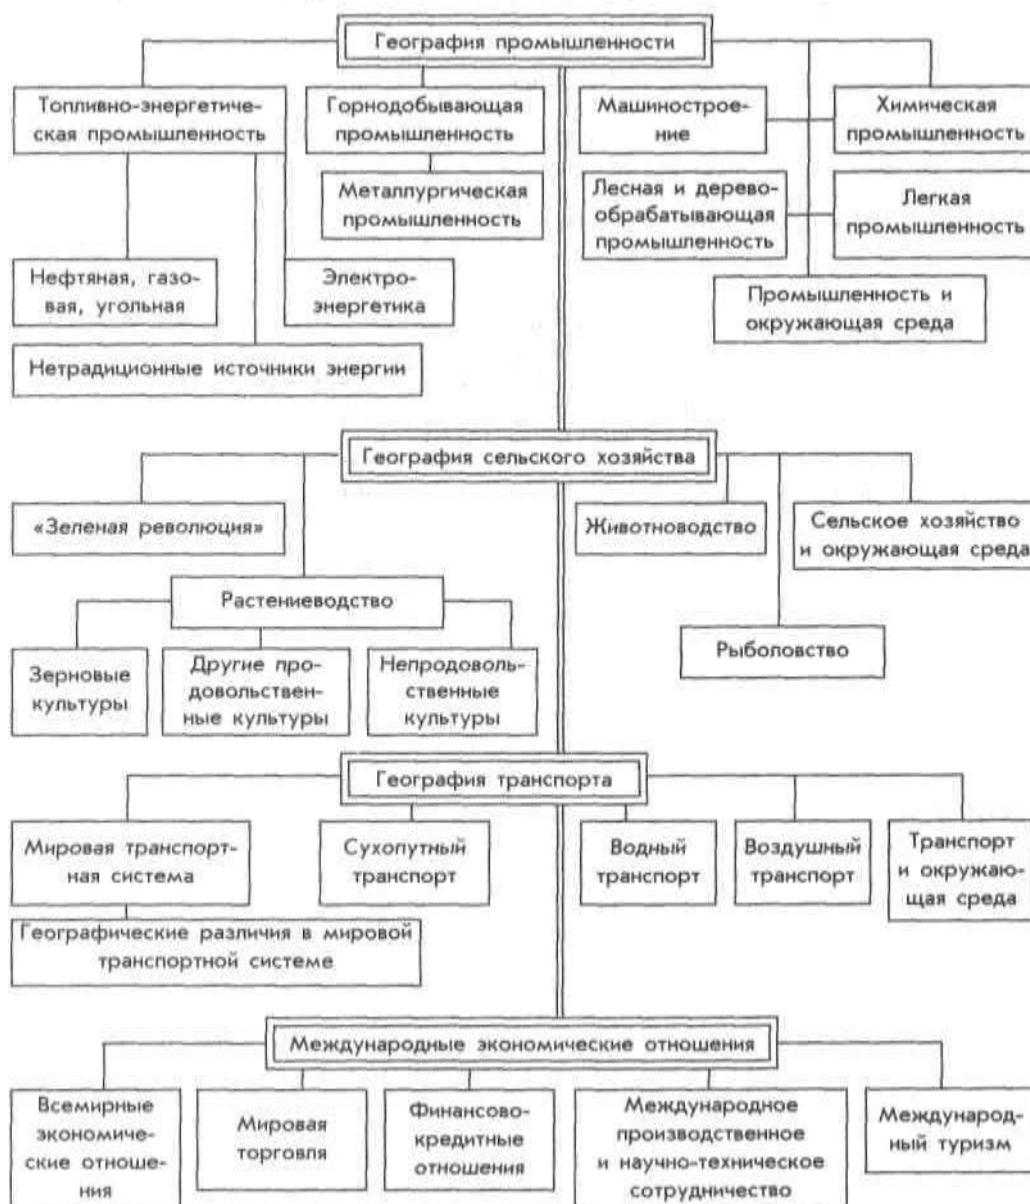 География промышленности
Топливно-энергетиче-
ская промышленность
Горнодобывающая
промышленность
Машинострое-
ние
Химическая
промышленность
Металлургическая
промышленность
Лесная и дерево-
обрабатывающая
промышленность
Легкая
промышленность
Нефтяная, газо-
вая, угольная
Электро-
энергетика
Промышленность и
окружающая среда
Нетрадиционные источники энергии
География сельского хозяйства
«Зеленая революция»
Животноводство
Сельское хозяйство
и окружающая среда
Растениеводство
Рыболовство
Зерновые
культуры
Другие про-
довольствен-
ные культуры
Непродоволь-
ственные
культуры
География транспорта
Мировая транспорт-
ная система
Сухопутный
транспорт
Водный
транспорт
Воздушный
транспорт
Транспорт
и окружаю-
щая среда
Географические различия в мировой
транспортной системе
Международные экономические отношения
Всемирные
экономиче-
ские отноше-
ния
Мировая
торговля
Финансово-
кредитные
отношения
Международное
производственное
и научно-техническое
сотрудничество
Международ-
ный туризм